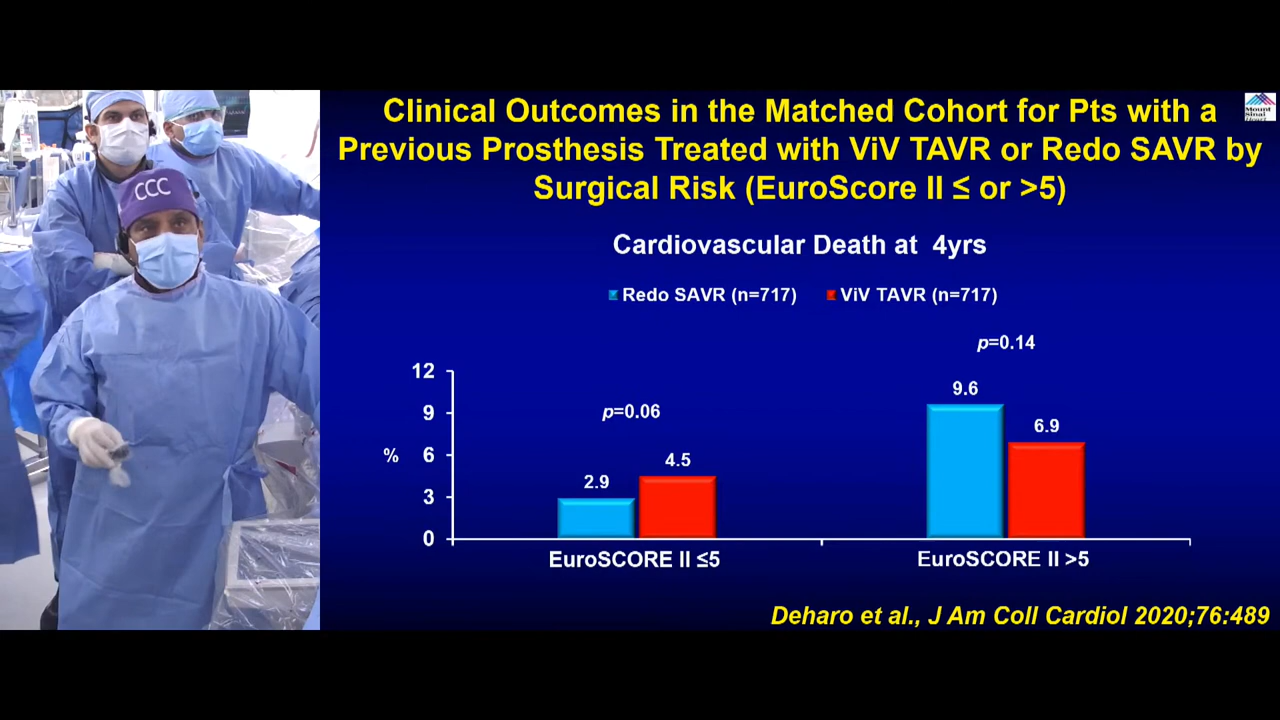 Clinical Outcomes in the Matched Cohort for Pts with a
Previous Prosthesis Treated with ViV TAVR or Redo SAVR by
Surgical Risk (EuroScore II ≤ or >5)
Mount
Sinai
Heart
CCC
Cardiovascular Death at 4yrs
Redo SAVR (n=717) ViV TAVR (n=717)
p=0.14
12
9.6
p=0.06
9
6.9
% 6
4.5
2.9
3
0
EuroSCORE II ≤5 EuroSCORE II >5
Deharo et al., J Am Coll Cardiol 2020;76:489